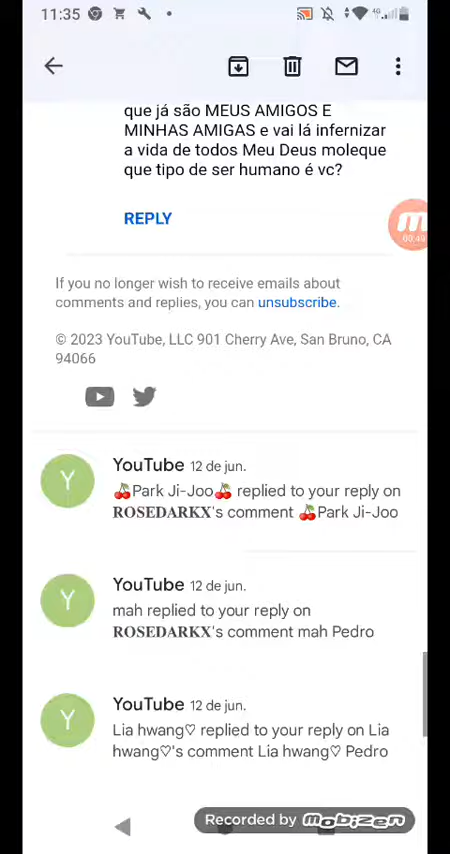 11:35
4G
que já são MEUS AMIGOS E
MINHAS AMIGAS e vai lá infernizar
a vida de todos Meu Deus moleque
que tipo de ser humano é vc?
REPLY
00:49
If you no longer wish to receive emails about
comments and replies, you can unsubscribe.
© 2023 YouTube, LLC 901 Cherry Ave, San Bruno, CA
94066
Y
YouTube 12 de jun.
🍒Park Ji-Joo🍒 replied to your reply on
𝐑𝐎𝐒𝐄𝐃𝐀𝐑𝐊𝐗's comment 🍒Park Ji-Joo
Y
YouTube 12 de jun.
mah replied to your reply on
𝐑𝐎𝐒𝐄𝐃𝐀𝐑𝐊𝐗's comment mah Pedro
Y
YouTube 12 de jun.
Lia hwang♡ replied to your reply on Lia
hwang♡'s comment Lia hwang♡ Pedro
Recorded by Mobizen